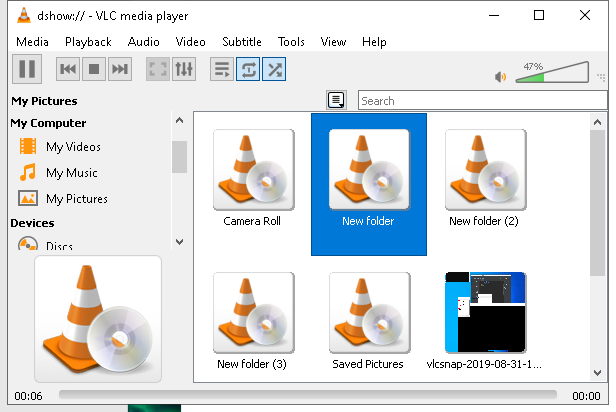 dshow:// - VLC media player
Media Playback Audio Video Subtitle Tools View Help
47%
My Pictures
Search
My Computer
My Videos
My Music
My Pictures
Devices
Discs
Camera Roll
New folder
New folder (2)
New folder (3)
Saved Pictures
vlcsnap-2019-08-31-1...
00:06
00:00